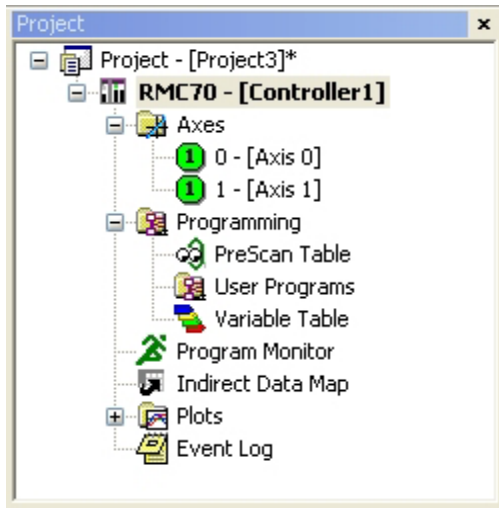 Project
Project - [Project3]*
RMC70 - [Controller1]
Axes
1 0 - [Axis 0]
1 1 - [Axis 1]
Programming
PreScan Table
User Programs
Variable Table
Program Monitor
Indirect Data Map
Plots
Event Log